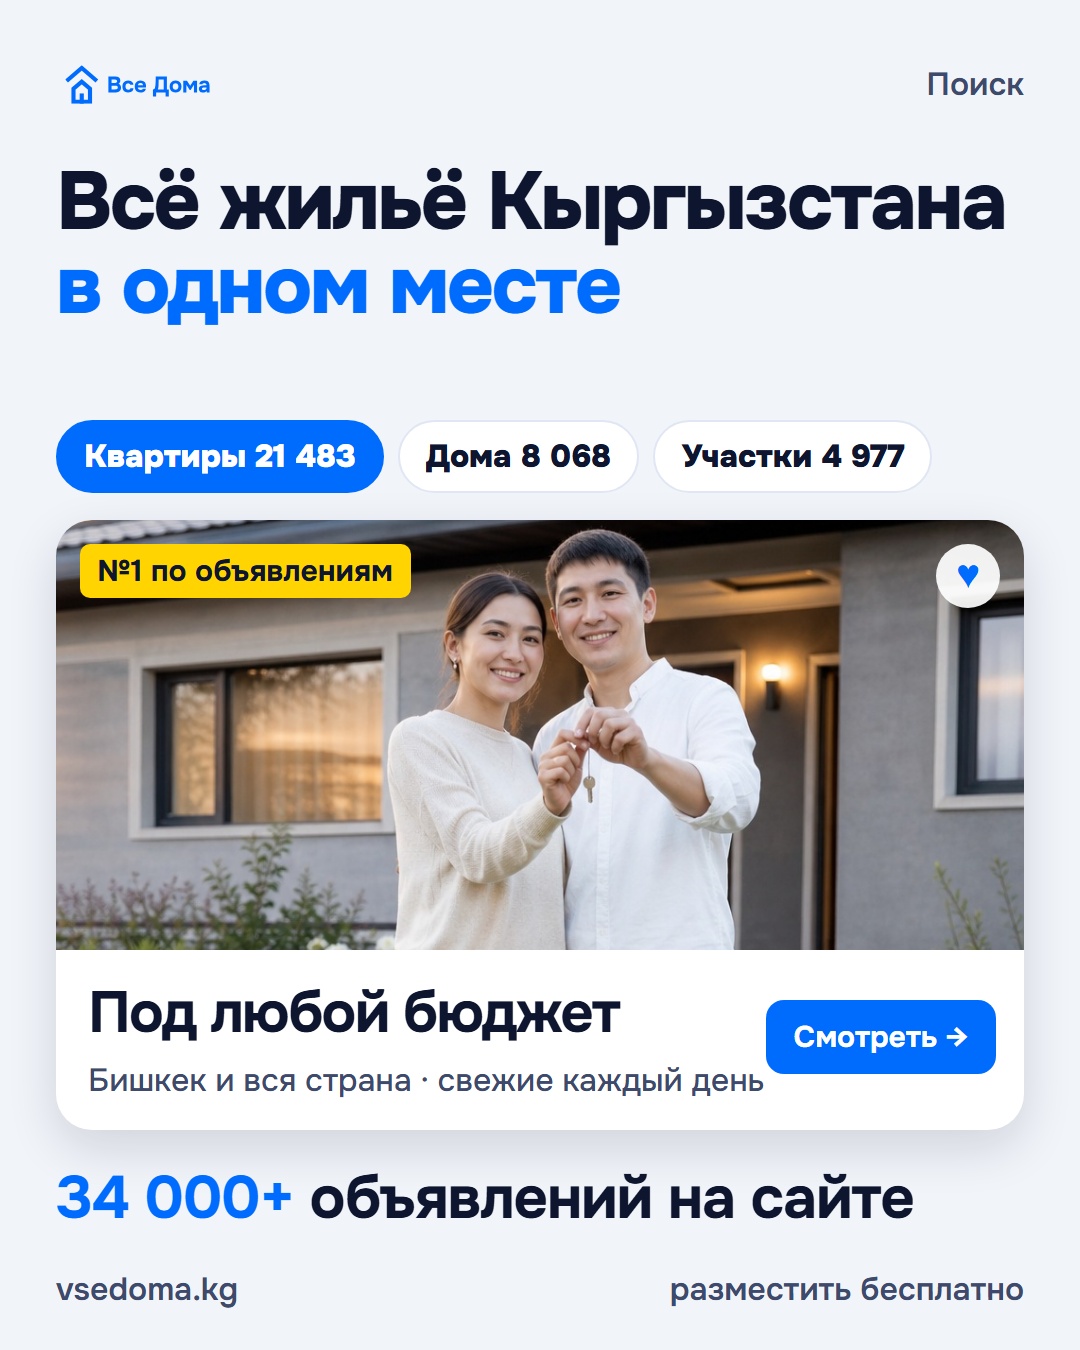 Все Дома
Поиск
Всё жильё Кыргызстана
в одном месте
Квартиры 21 483
Дома 8 068
Участки 4 977
№1 по объявлениям
Под любой бюджет
Смотреть →
Бишкек и вся страна · свежие каждый день
34 000+ объявлений на сайте
vsedoma.kg
разместить бесплатно